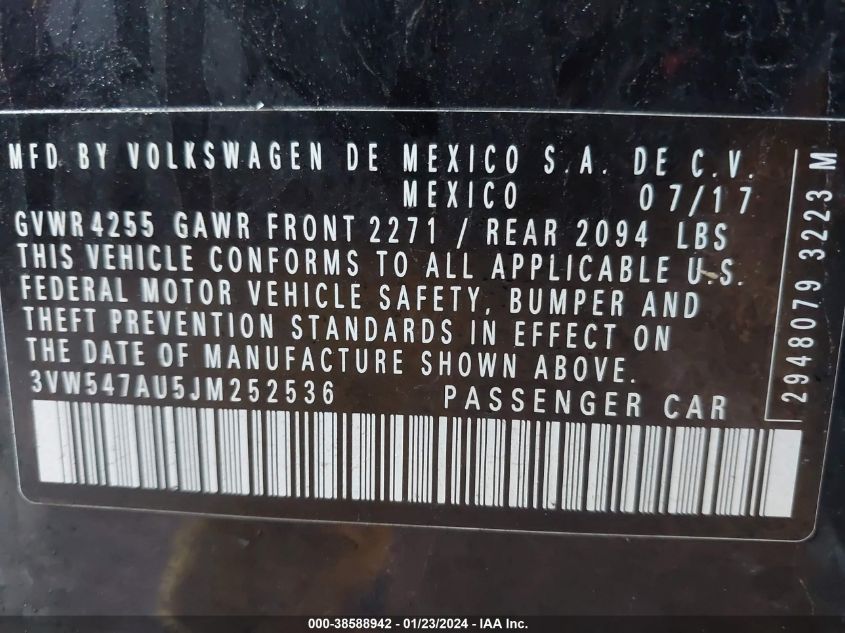 MFD BY VOLKSWAGEN DE MEXICO S.A. DE C.V.
MEXICO 07/17
GVWR 4255 GAWR FRONT 2271 / REAR 2094 LBS
THIS VEHICLE CONFORMS TO ALL APPLICABLE U.S.
FEDERAL MOTOR VEHICLE SAFETY, BUMPER AND
THEFT PREVENTION STANDARDS IN EFFECT ON
THE DATE OF MANUFACTURE SHOWN ABOVE.
3VW547AU5JM252536 PASSENGER CAR
2948079 3223 M
000-38588942 - 01/23/2024 - IAA Inc.